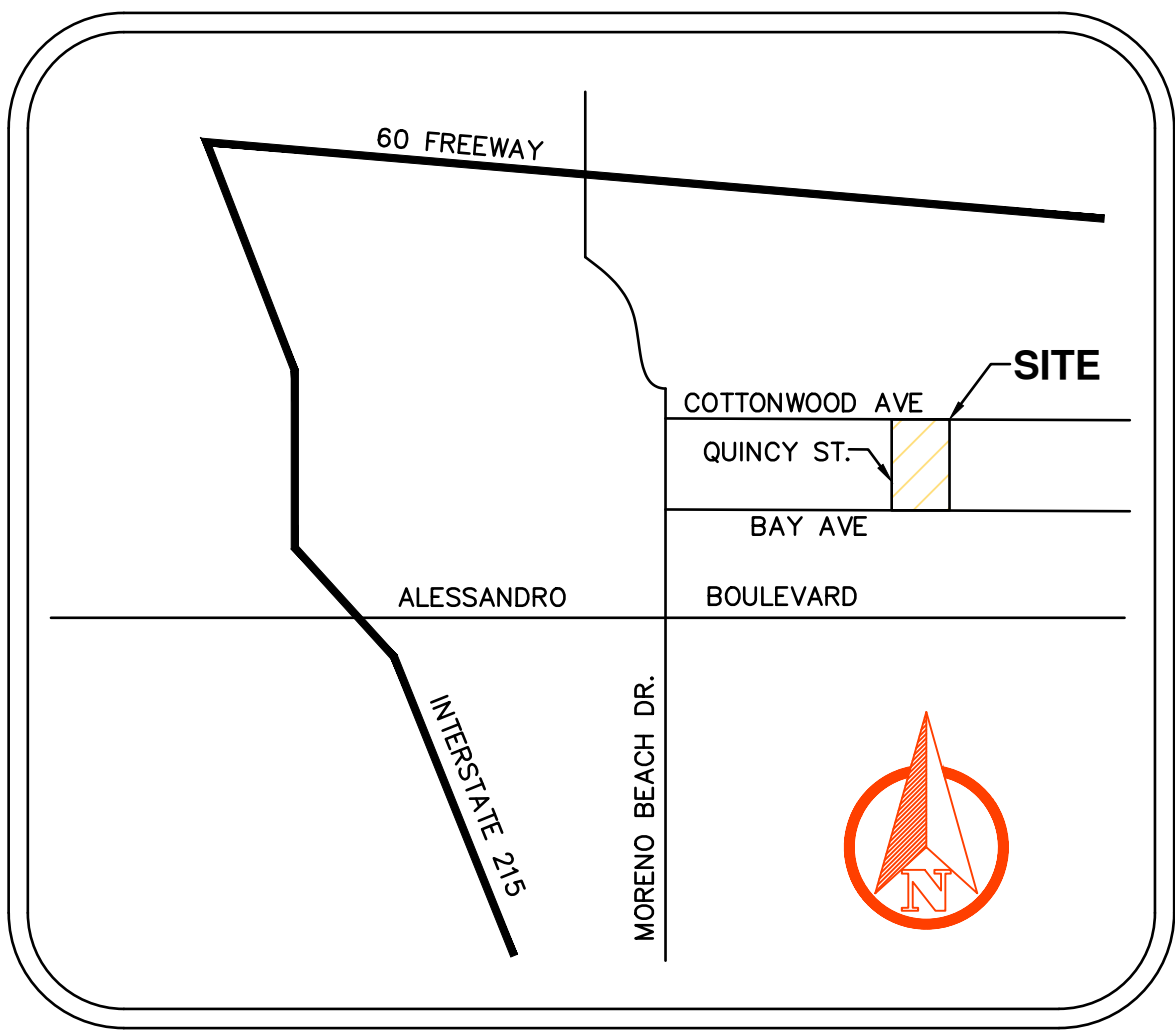 60 FREEWAY
SITE
COTTONWOOD AVE
QUINCY ST.
BAY AVE
ALESSANDRO BOULEVARD
INTERSTATE 215
MORENO BEACH DR.
N